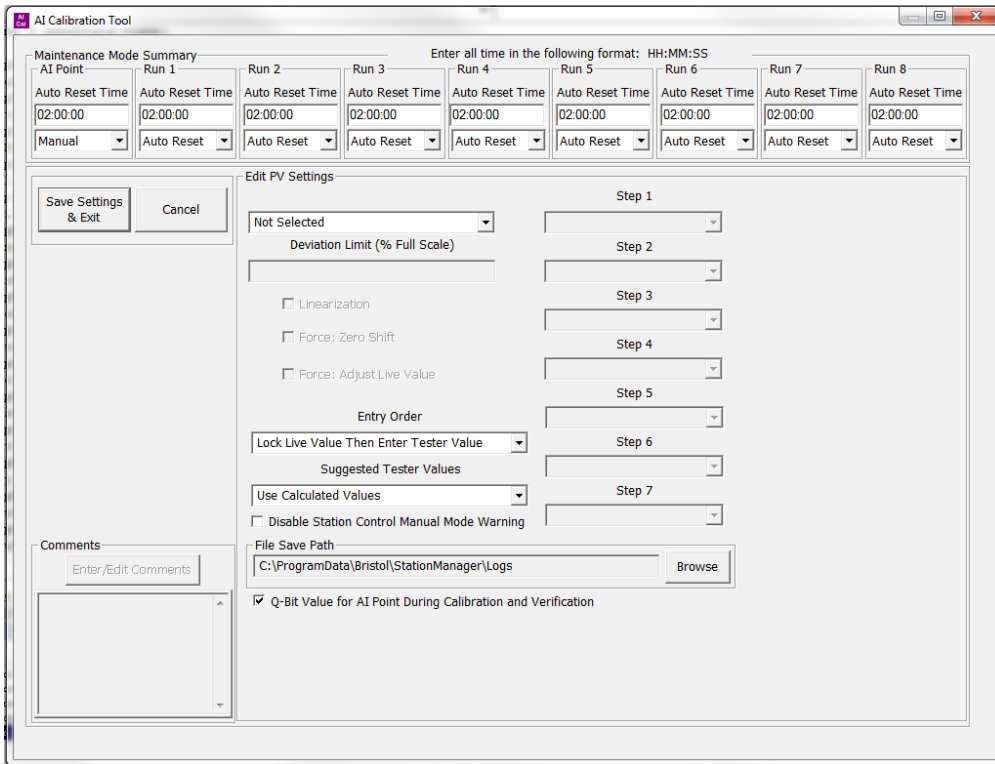 AI Cal AI Calibration Tool
Maintenance Mode Summary Enter all time in the following format: HH:MM:SS
AI Point Run 1 Run 2 Run 3 Run 4 Run 5 Run 6 Run 7 Run 8
Auto Reset Time Auto Reset Time Auto Reset Time Auto Reset Time Auto Reset Time Auto Reset Time Auto Reset Time Auto Reset Time Auto Reset Time
02:00:00 02:00:00 02:00:00 02:00:00 02:00:00 02:00:00 02:00:00 02:00:00 02:00:00
Manual Auto Reset Auto Reset Auto Reset Auto Reset Auto Reset Auto Reset Auto Reset Auto Reset
Save Settings & Exit
Cancel
Edit PV Settings
Not Selected
Deviation Limit (% Full Scale)
Linearization
Force: Zero Shift
Force: Adjust Live Value
Entry Order
Lock Live Value Then Enter Tester Value
Suggested Tester Values
Use Calculated Values
Disable Station Control Manual Mode Warning
Step 1
Step 2
Step 3
Step 4
Step 5
Step 6
Step 7
File Save Path
C:\ProgramData\Bristol\StationManager\Logs
Browse
Q-Bit Value for AI Point During Calibration and Verification
Comments
Enter/Edit Comments